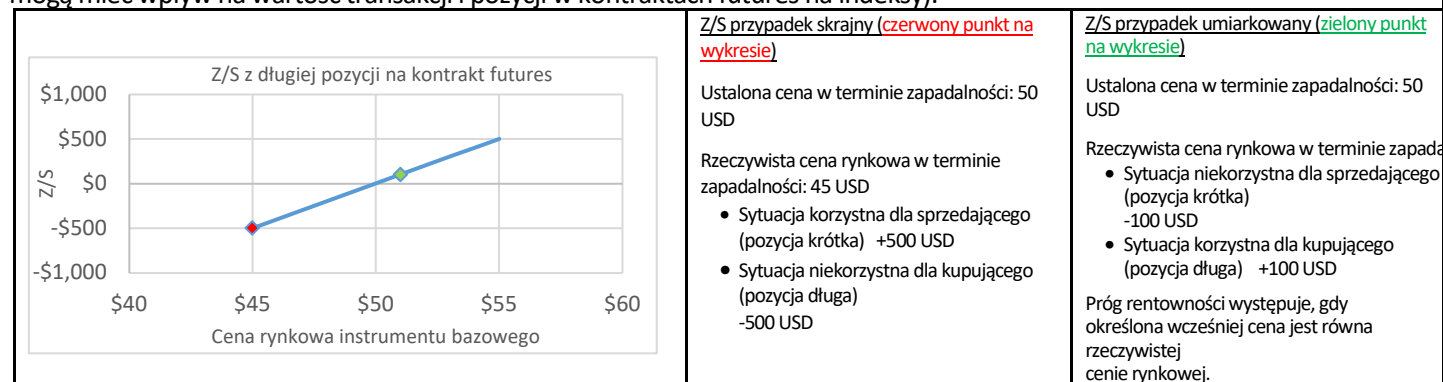 mogą mieć wpływ na wartość transakcji i pozycji w kontraktach futures na indeksy).
Z/S z długiej pozycji na kontrakt futures
$1,000
$500
$0
-$500
-$1,000
Z/S
$40
$45
$50
$55
$60
Cena rynkowa instrumentu bazowego
Z/S przypadek skrajny (czerwony punkt na
wykresie)
Ustalona cena w terminie zapadalności: 50
USD
Rzeczywista cena rynkowa w terminie
zapadalności: 45 USD
• Sytuacja korzystna dla sprzedającego
(pozycja krótka) +500 USD
• Sytuacja niekorzystna dla kupującego
(pozycja długa)
-500 USD
Z/S przypadek umiarkowany (zielony punkt
na wykresie)
Ustalona cena w terminie zapadalności: 50
USD
Rzeczywista cena rynkowa w terminie zapada
• Sytuacja niekorzystna dla sprzedającego
(pozycja krótka)
-100 USD
• Sytuacja korzystna dla kupującego
(pozycja długa) +100 USD
Próg rentowności występuje, gdy
określona wcześniej cena jest równa
rzeczywistej
cenie rynkowej.